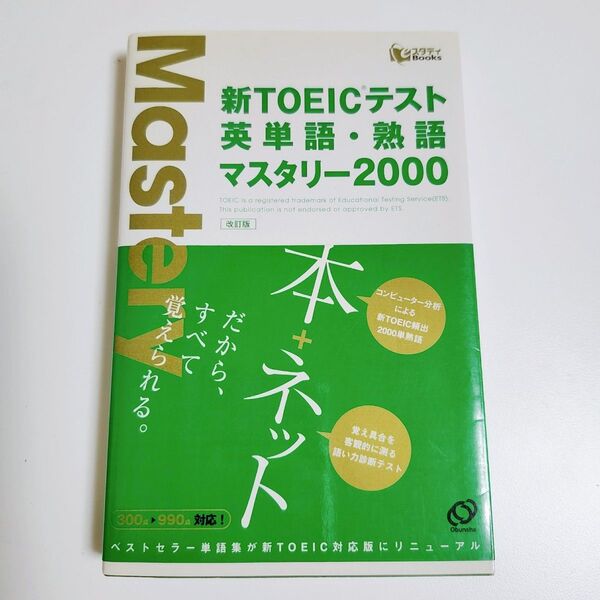 Mastery
eスタディ
Books
新TOEIC®テスト
英単語・熟語
マスタリー2000
TOEIC is a registered trademark of Educational Testing Service(ETS).
This publication is not endorsed or approved by ETS.
改訂版
本+ネット
だから、
すべて
覚えられる。
コンピューター分析
による
新TOEIC頻出
2000単熟語
覚え具合を
客観的に測る
語い力診断テスト
300点▶990点 対応!
Obunsha
ベストセラー単語集が新TOEIC対応版にリニューアル